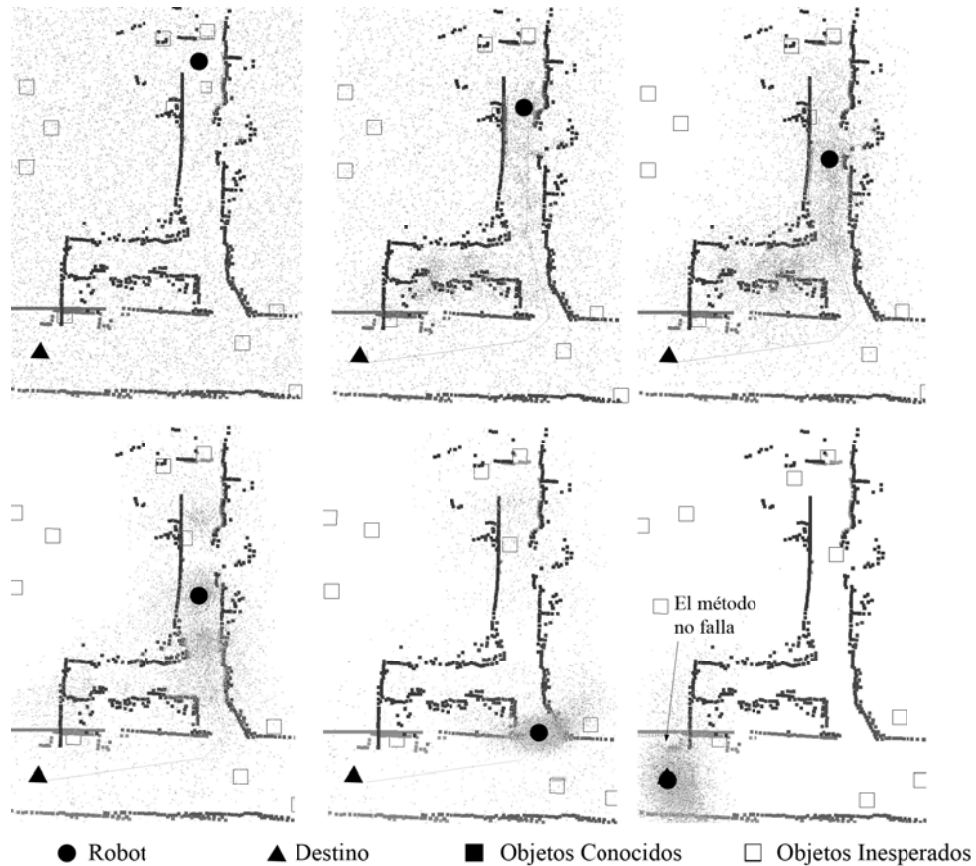 El método
no falla
Robot Destino Objetos Conocidos Objetos Inesperados